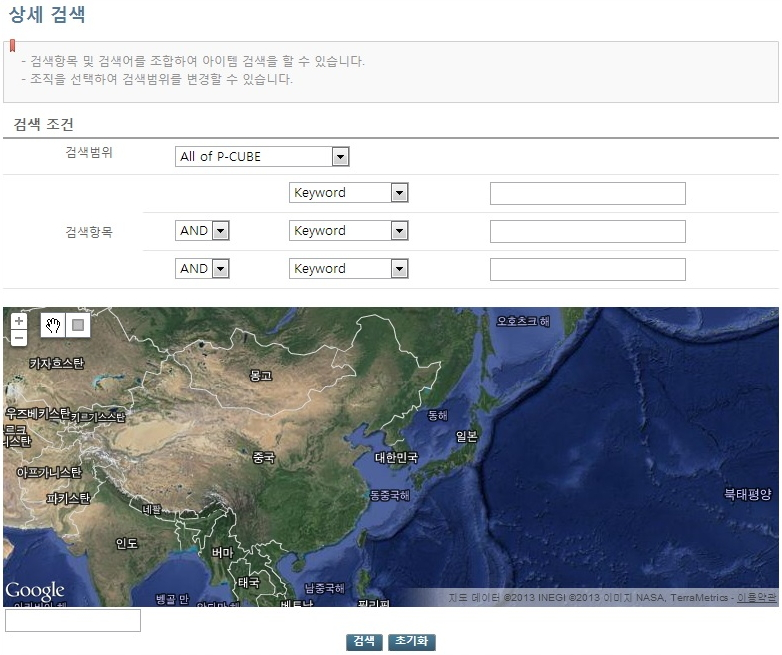 상세 검색
- 검색항목 및 검색어를 조합하여 아이템 검색을 할 수 있습니다.
- 조직을 선택하여 검색범위를 변경할 수 있습니다.
검색 조건
검색범위
All of P-CUBE
Keyword
검색항목
AND
Keyword
AND
Keyword
+
-
오호츠크 해
카자흐스탄
몽고
우즈베키스탄
키르기스스탄
동해
일본
중국
대한민국
아프가니스탄
파키스탄
동중국해
북태평양
네팔
인도
버마
태국
남중국해
벵골 만
베트남
필리핀
Google
지도 데이터 ©2013 INEGI ©2013 이미지 NASA, TerraMetrics - 이용약관
검색
초기화